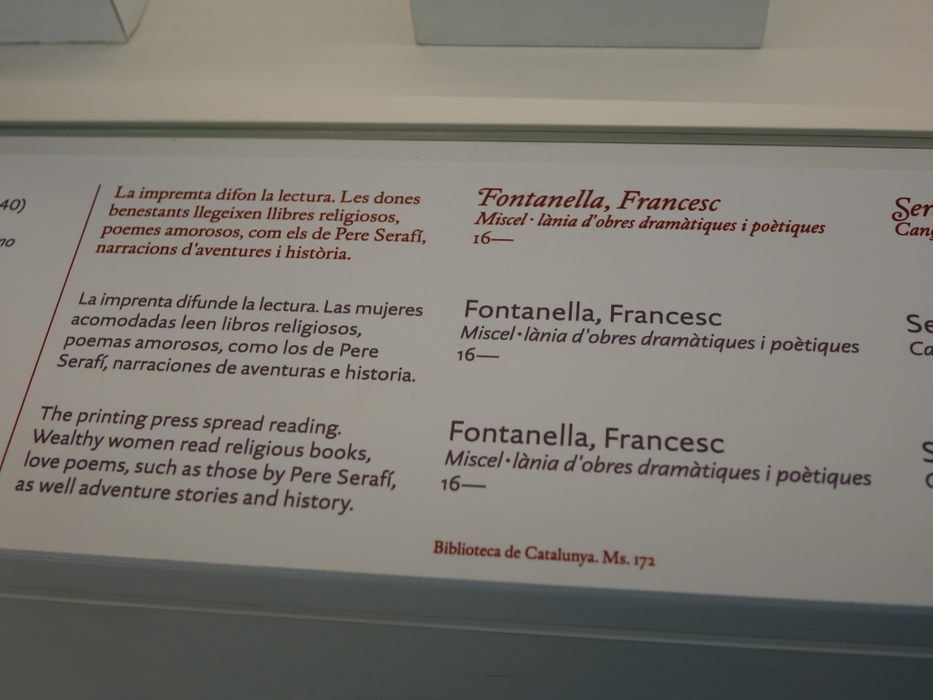 40)
no
La impremta difon la lectura. Les dones
benestants llegeixen llibres religiosos,
poemes amorosos, com els de Pere Serafí,
narracions d'aventures i història.
La imprenta difunde la lectura. Las mujeres
acomodadas leen libros religiosos,
poemas amorosos, como los de Pere
Serafí, narraciones de aventuras e historia.
The printing press spread reading.
Wealthy women read religious books,
love poems, such as those by Pere Serafí,
as well adventure stories and history.
Fontanella, Francesc
Miscel·lània d'obres dramàtiques i poètiques
16—
Fontanella, Francesc
Miscel·lània d'obres dramàtiques i poètiques
16—
Fontanella, Francesc
Miscel·lània d'obres dramàtiques i poètiques
16—
Biblioteca de Catalunya. Ms. 172
Ser
Canç
Se
Ca